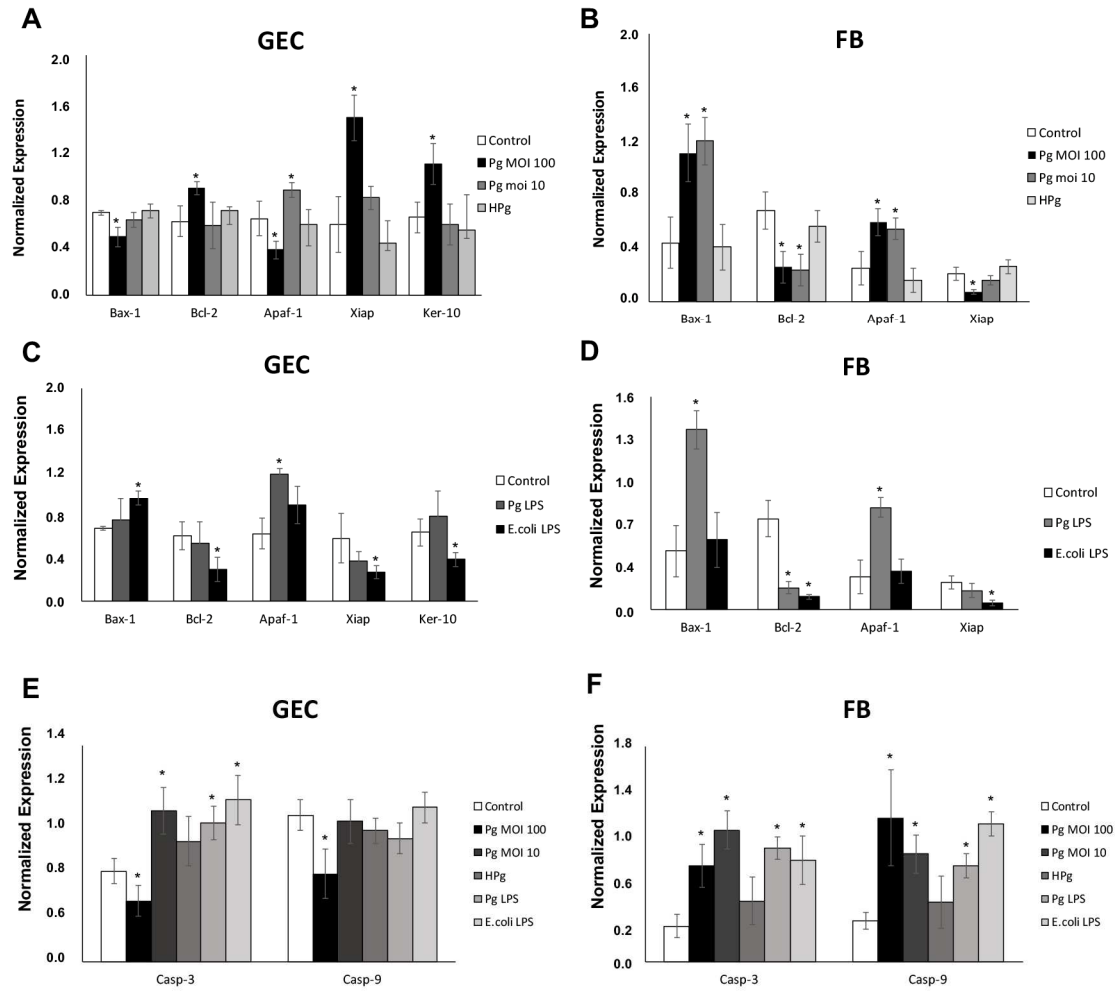 A
GEC
Normalized Expression
2.0
1.6
1.2
0.8
0.4
0.0
* * * * * *
Bax-1 Bcl-2 Apaf-1 Xiap Ker-10
Control
Pg MOI 100
Pg moi 10
HPg
B
FB
Normalized Expression
2.0
1.6
1.2
0.8
0.4
0.0
* * * * * * *
Bax-1 Bcl-2 Apaf-1 Xiap
Control
Pg MOI 100
Pg MOI 10
HPg
C
GEC
Normalized Expression
2.0
1.6
1.2
0.8
0.4
0.0
* * * * *
Bax-1 Bcl-2 Apaf-1 Xiap Ker-10
Control
Pg LPS
E.coli LPS
D
FB
Normalized Expression
1.6
1.3
1.0
0.7
0.4
0.0
* * * * *
Bax-1 Bcl-2 Apaf-1 Xiap
Control
Pg LPS
E.coli LPS
E
GEC
Normalized Expression
1.4
1.2
1.0
0.8
0.6
0.0
* * * * *
Casp-3 Casp-9
Control
Pg MOI 100
Pg MOI 10
HPg
Pg LPS
E.coli LPS
F
FB
Normalized Expression
1.8
1.4
1.0
0.6
0.2
0.0
* * * * * * * *
Casp-3 Casp-9
Control
Pg MOI 100
Pg MOI 10
HPg
Pg LPS
E.coli LPS